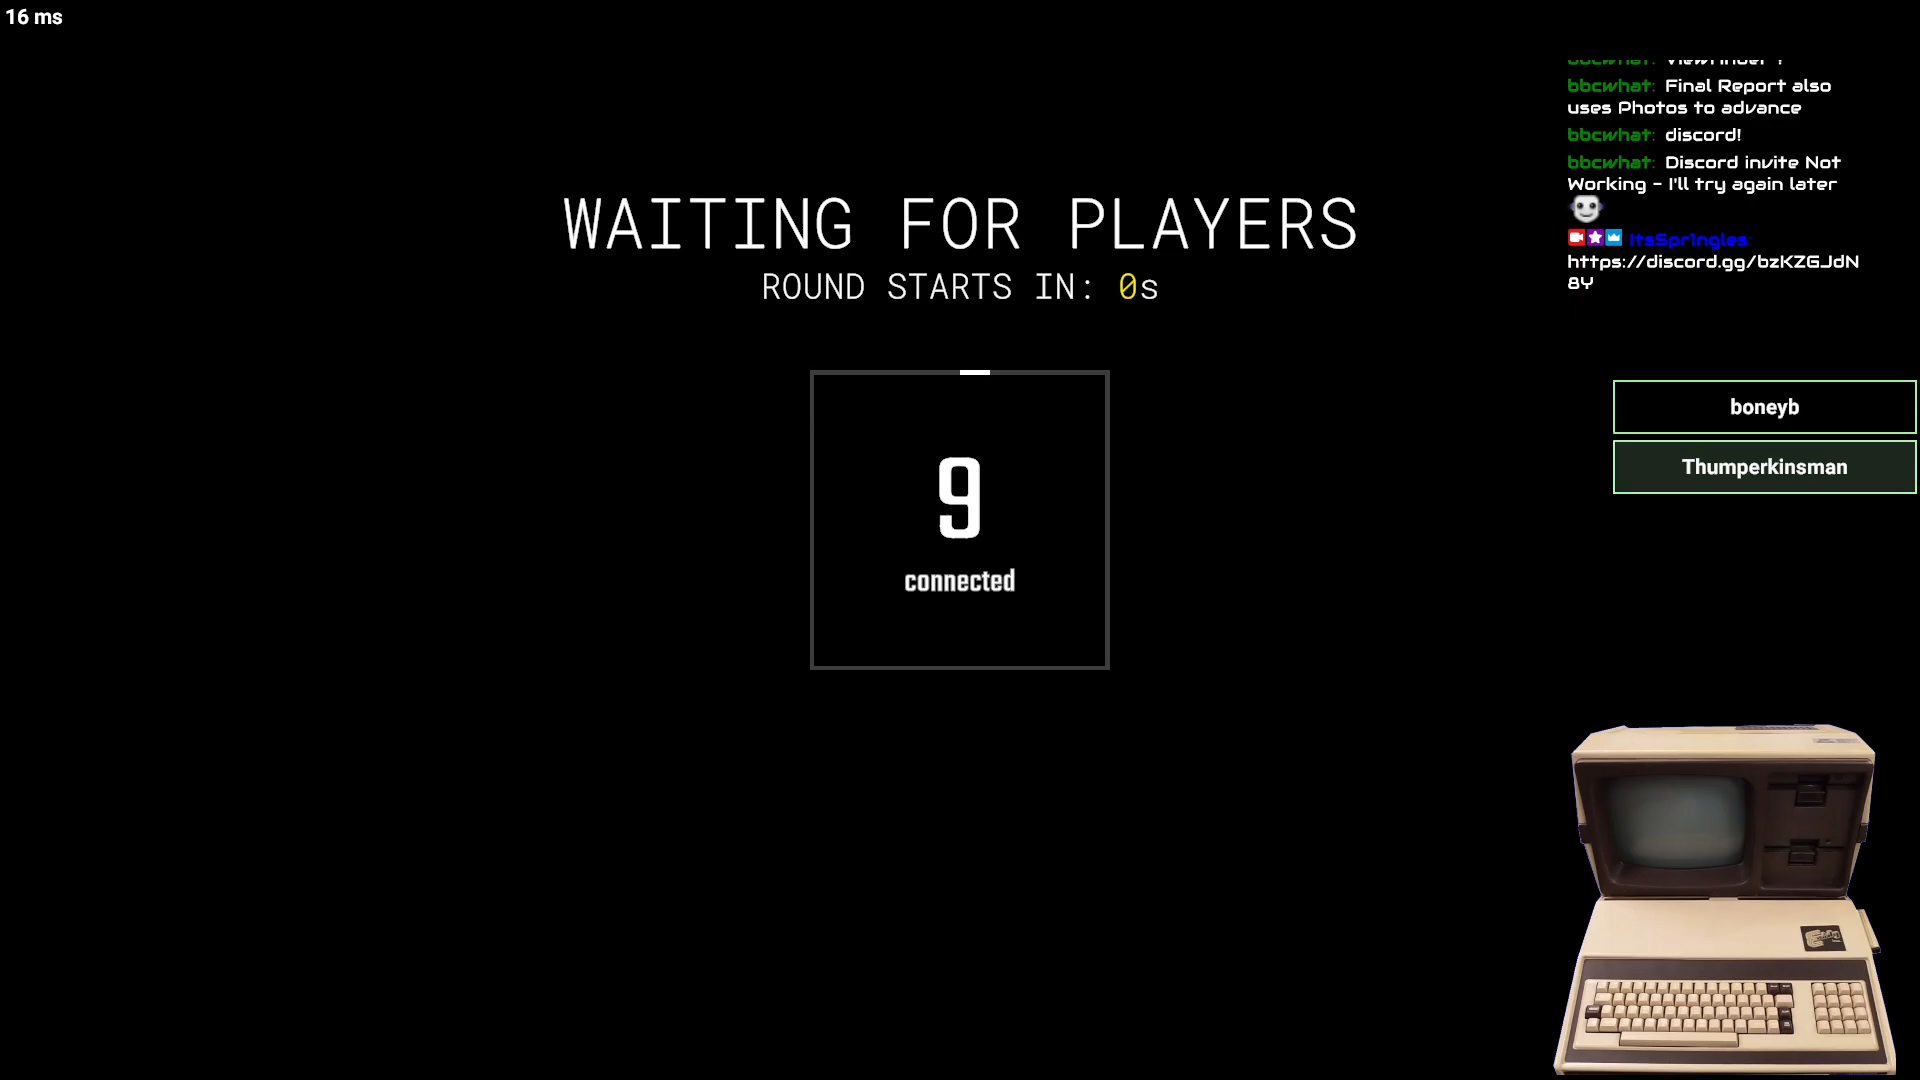 16 ms
bbcwhat: Final Report also
uses Photos to advance
bbcwhat: discord!
bbcwhat: Discord invite Not
Working - I'll try again later
ItsSpr1ngles:
https://discord.gg/bzKZGJdN
8Y
WAITING FOR PLAYERS
ROUND STARTS IN: 0s
9
connected
boneyb
Thumperkinsman